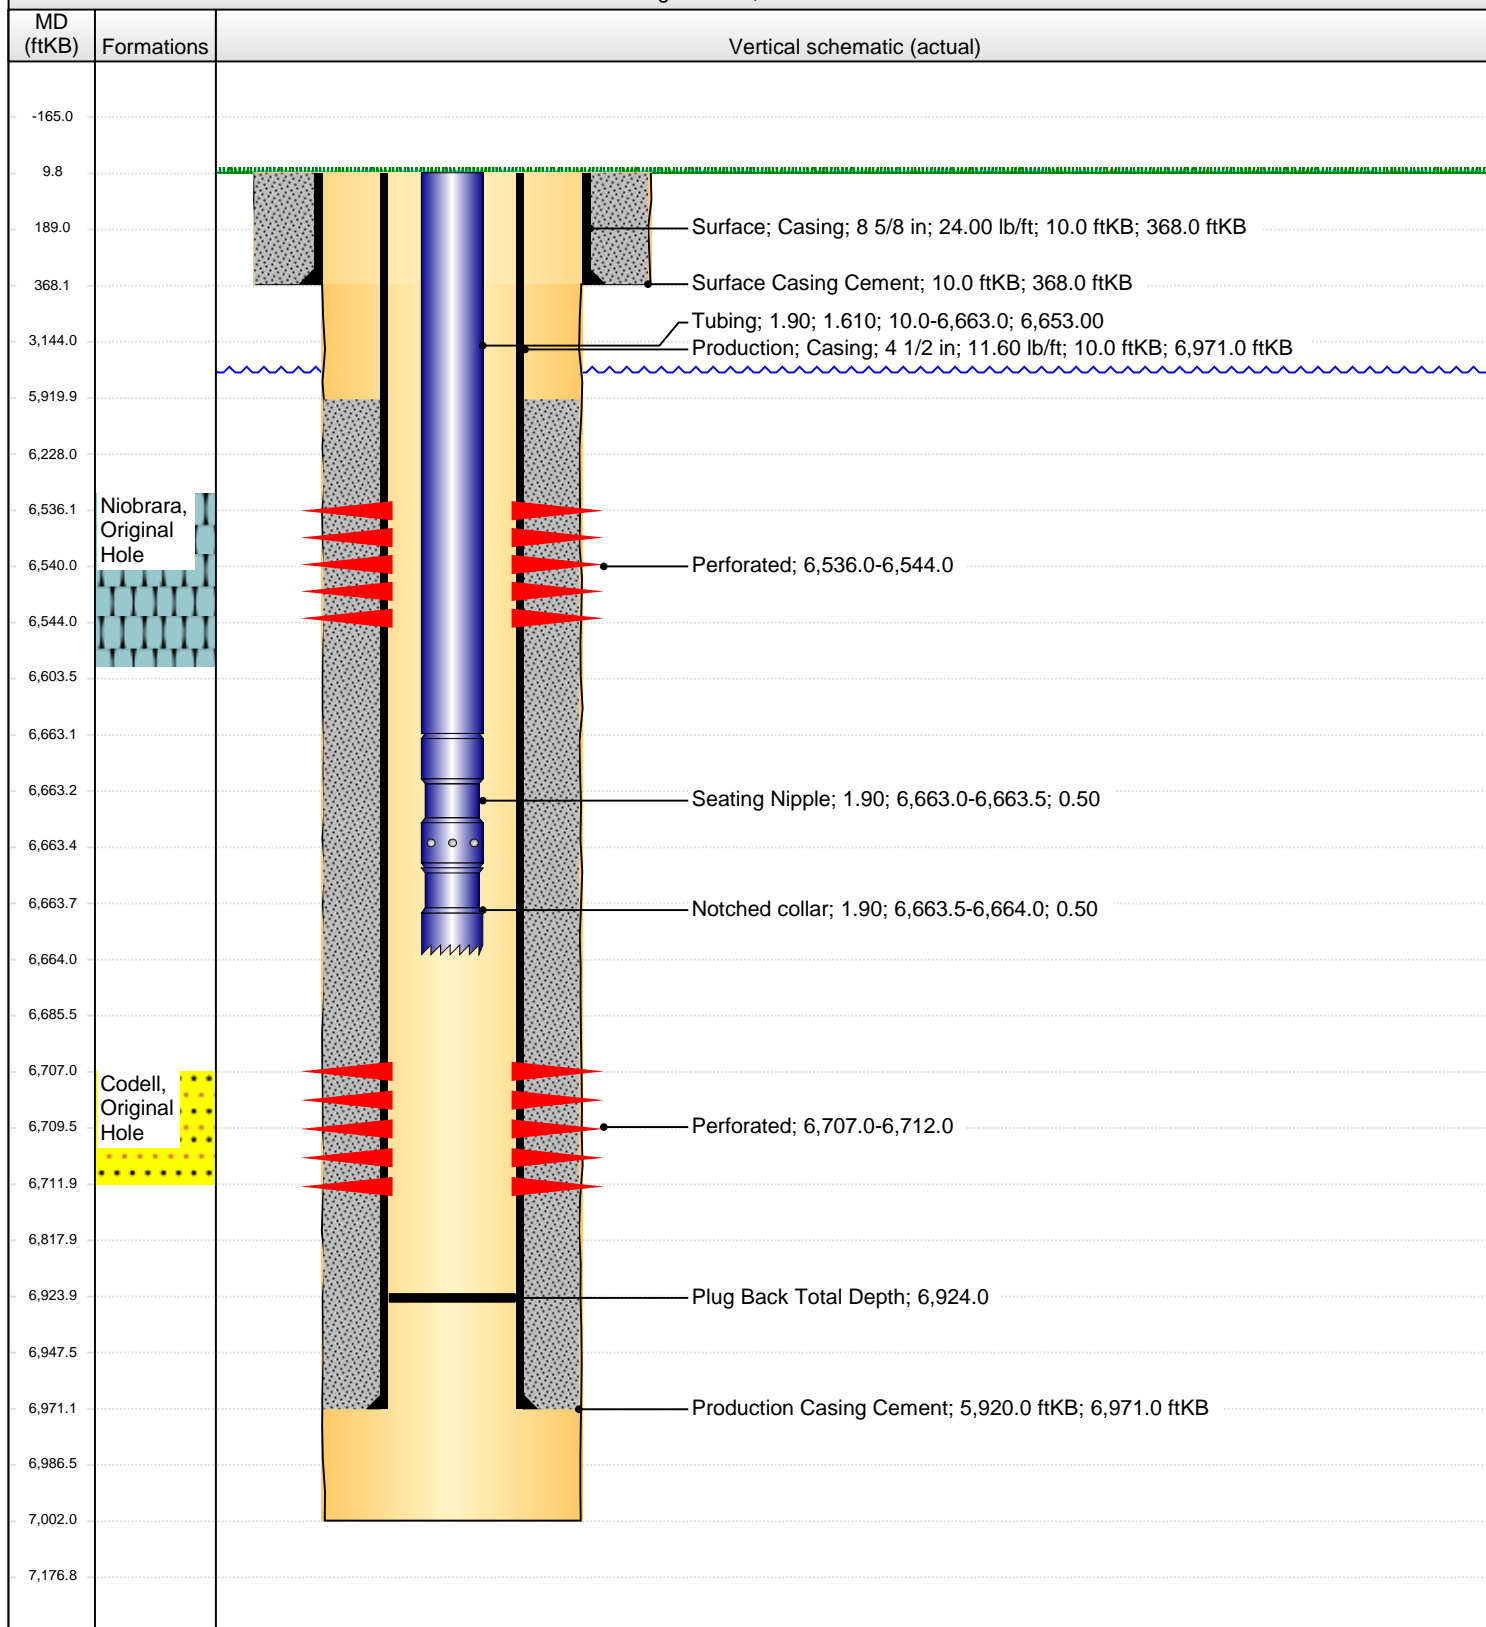 MD
(ftKB)
Formations
Vertical schematic (actual)
-165.0
9.8
189.0
Surface; Casing; 8 5/8 in; 24.00 lb/ft; 10.0 ftKB; 368.0 ftKB
368.1
Surface Casing Cement; 10.0 ftKB; 368.0 ftKB
Tubing; 1.90; 1.610; 10.0-6,663.0; 6,653.00
3,144.0
Production; Casing; 4 1/2 in; 11.60 lb/ft; 10.0 ftKB; 6,971.0 ftKB
5,919.9
6,228.0
6,536.1
Niobrara,
Original
Hole
6,540.0
Perforated; 6,536.0-6,544.0
6,544.0
6,603.5
6,663.1
6,663.2
Seating Nipple; 1.90; 6,663.0-6,663.5; 0.50
6,663.4
6,663.7
Notched collar; 1.90; 6,663.5-6,664.0; 0.50
6,664.0
6,685.5
6,707.0
Codell,
Original
Hole
6,709.5
Perforated; 6,707.0-6,712.0
6,711.9
6,817.9
6,923.9
Plug Back Total Depth; 6,924.0
6,947.5
6,971.1
Production Casing Cement; 5,920.0 ftKB; 6,971.0 ftKB
6,986.5
7,002.0
7,176.8